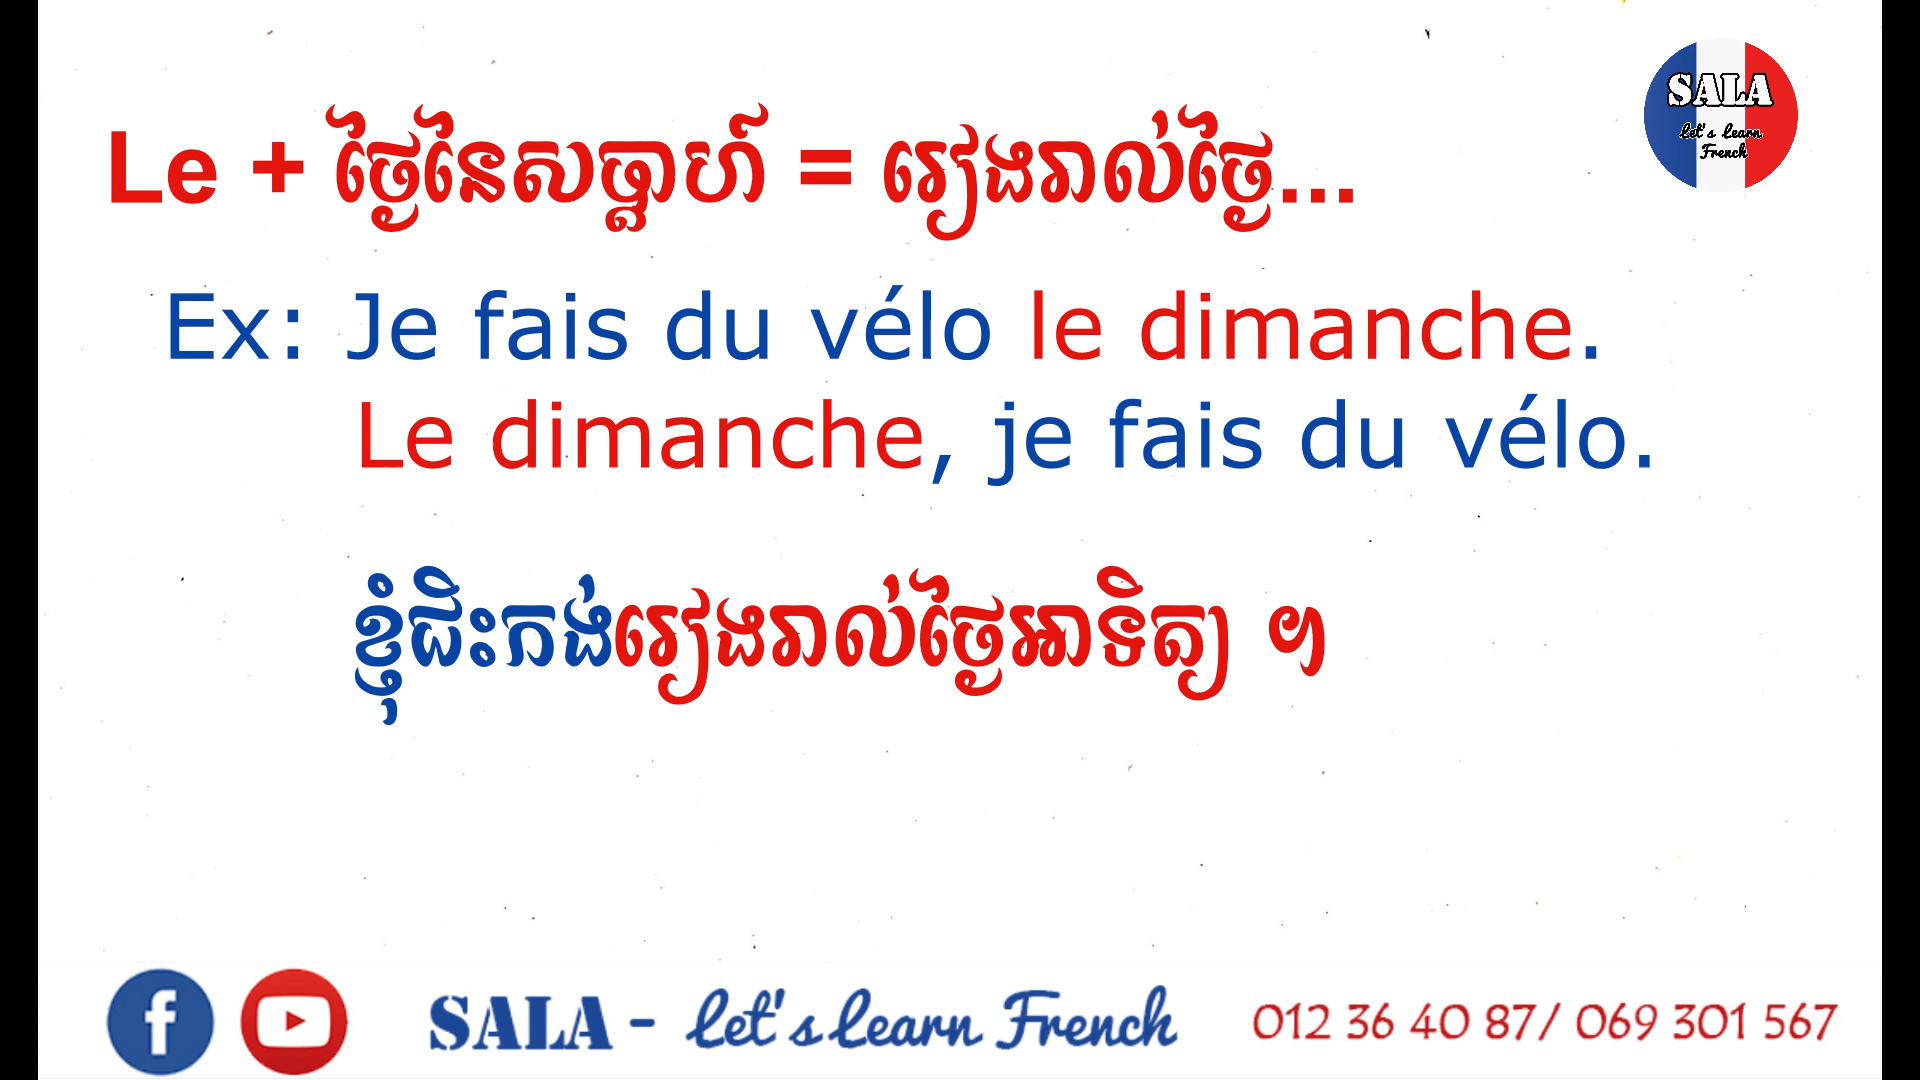 Le + ថ្ងៃនៃសប្ដាហ៍ = រៀងរាល់ថ្ងៃ...
SALA
Let's Learn
French
Ex: Je fais du vélo le dimanche.
Le dimanche, je fais du vélo.
ខ្ញុំជិះកង់រៀងរាល់ថ្ងៃអាទិត្យ ។
SALA - Let's Learn French 012 36 40 87/ 069 301 567